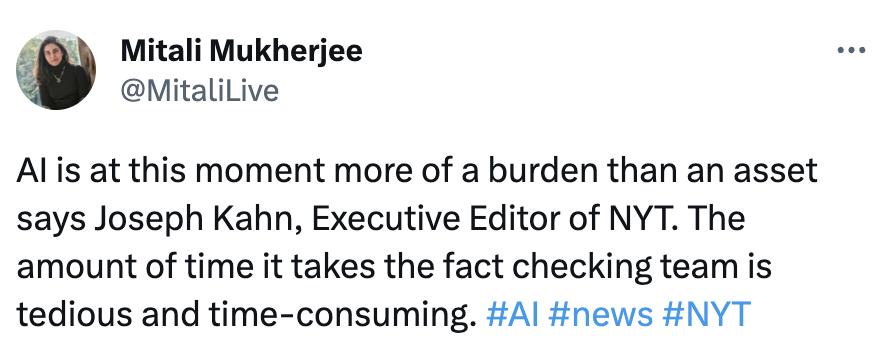 Mitali Mukherjee
@MitaliLive
AI is at this moment more of a burden than an asset
says Joseph Kahn, Executive Editor of NYT. The
amount of time it takes the fact checking team is
tedious and time-consuming. #AI #news #NYT